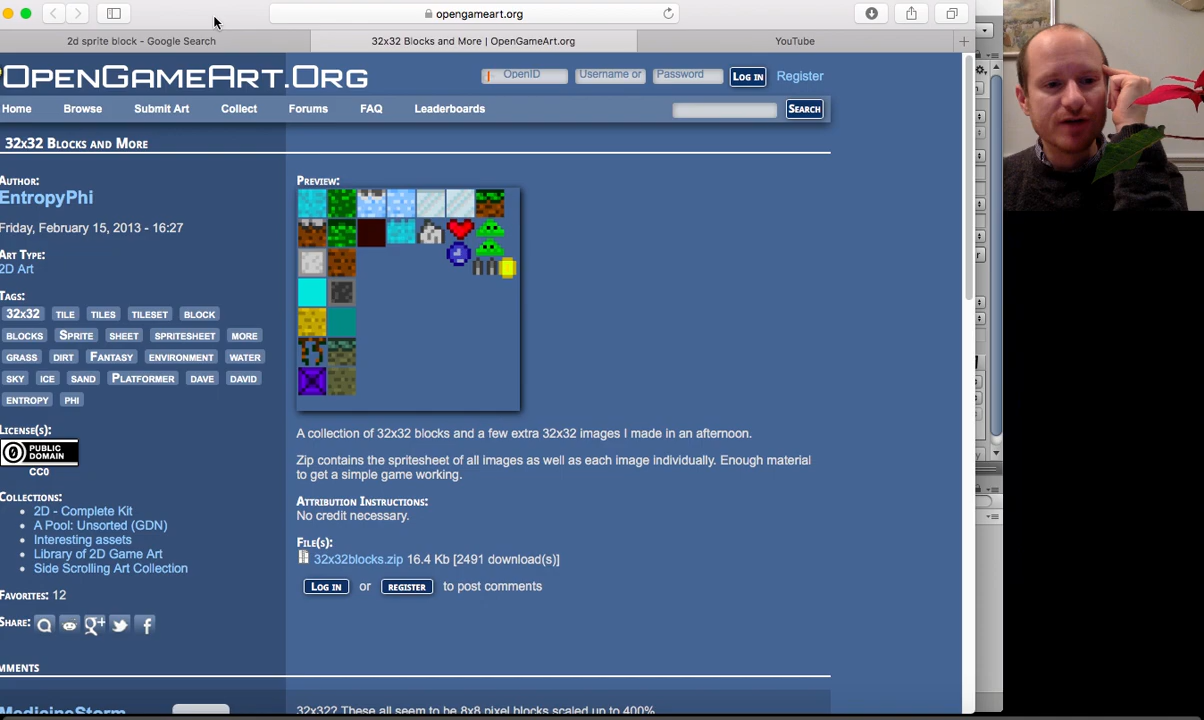 opengameart.org
2d sprite block - Google Search
32x32 Blocks and More | OpenGameArt.org
YouTube
OPENGAMEART.ORG
OpenID
Username or
Password
LOG IN
Register
Home
Browse
Submit Art
Collect
Forums
FAQ
Leaderboards
SEARCH
32x32 BLOCKS AND MORE
AUTHOR:
EntropyPhi
Friday, February 15, 2013 - 16:27
ART TYPE:
2D Art
TAGS:
32x32 TILE TILES TILESET BLOCK
BLOCKS SPRITE SHEET SPRITESHEET MORE
GRASS DIRT FANTASY ENVIRONMENT WATER
SKY ICE SAND PLATFORMER DAVE DAVID
ENTROPY PHI
LICENSE(S):
PUBLIC
DOMAIN
CC0
COLLECTIONS:
2D - Complete Kit
A Pool: Unsorted (GDN)
Interesting assets
Library of 2D Game Art
Side Scrolling Art Collection
FAVORITES: 12
SHARE:
PREVIEW:
A collection of 32x32 blocks and a few extra 32x32 images I made in an afternoon.
Zip contains the spritesheet of all images as well as each image individually. Enough material
to get a simple game working.
ATTRIBUTION INSTRUCTIONS:
No credit necessary.
FILE(S):
32x32blocks.zip 16.4 Kb [2491 download(s)]
LOG IN or REGISTER to post comments
MMENTS
MedicineStorm
32x32? These all seem to be 8x8 pixel blocks scaled up to 400%.